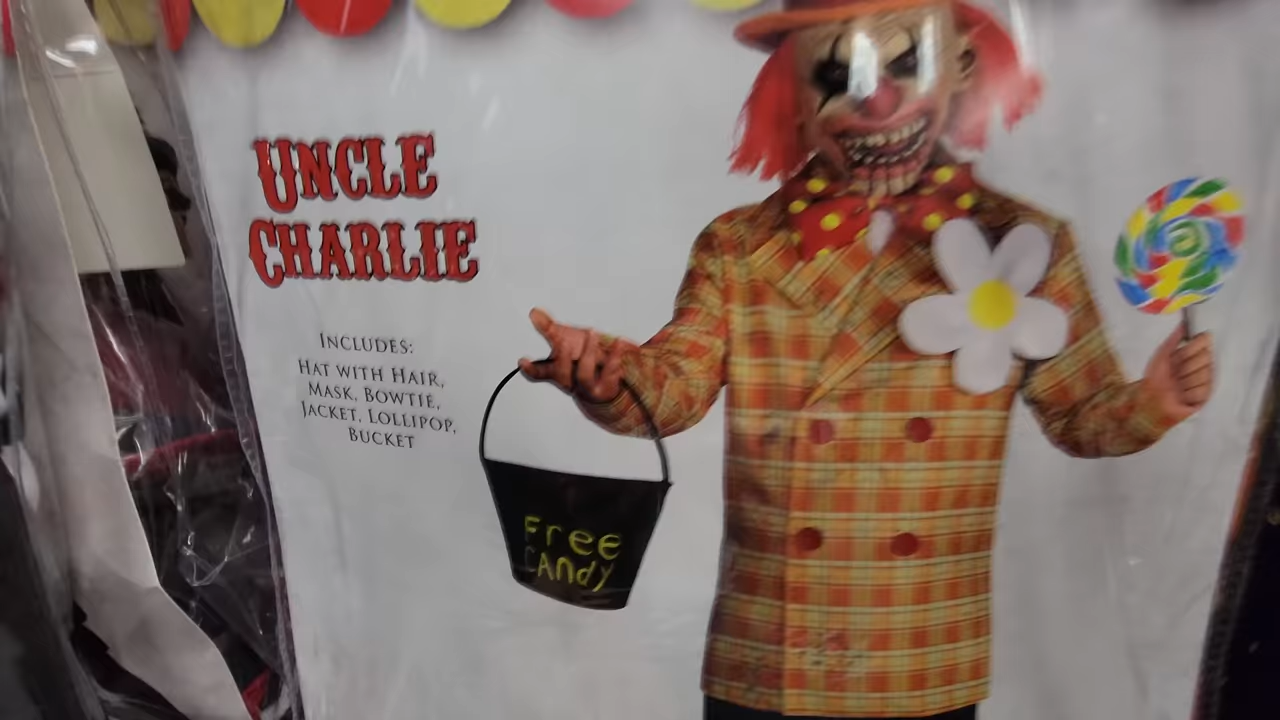 UNCLE
CHARLIE
INCLUDES:
HAT WITH HAIR,
MASK, BOWTIE,
JACKET, LOLLIPOP,
BUCKET
Free
CAndy